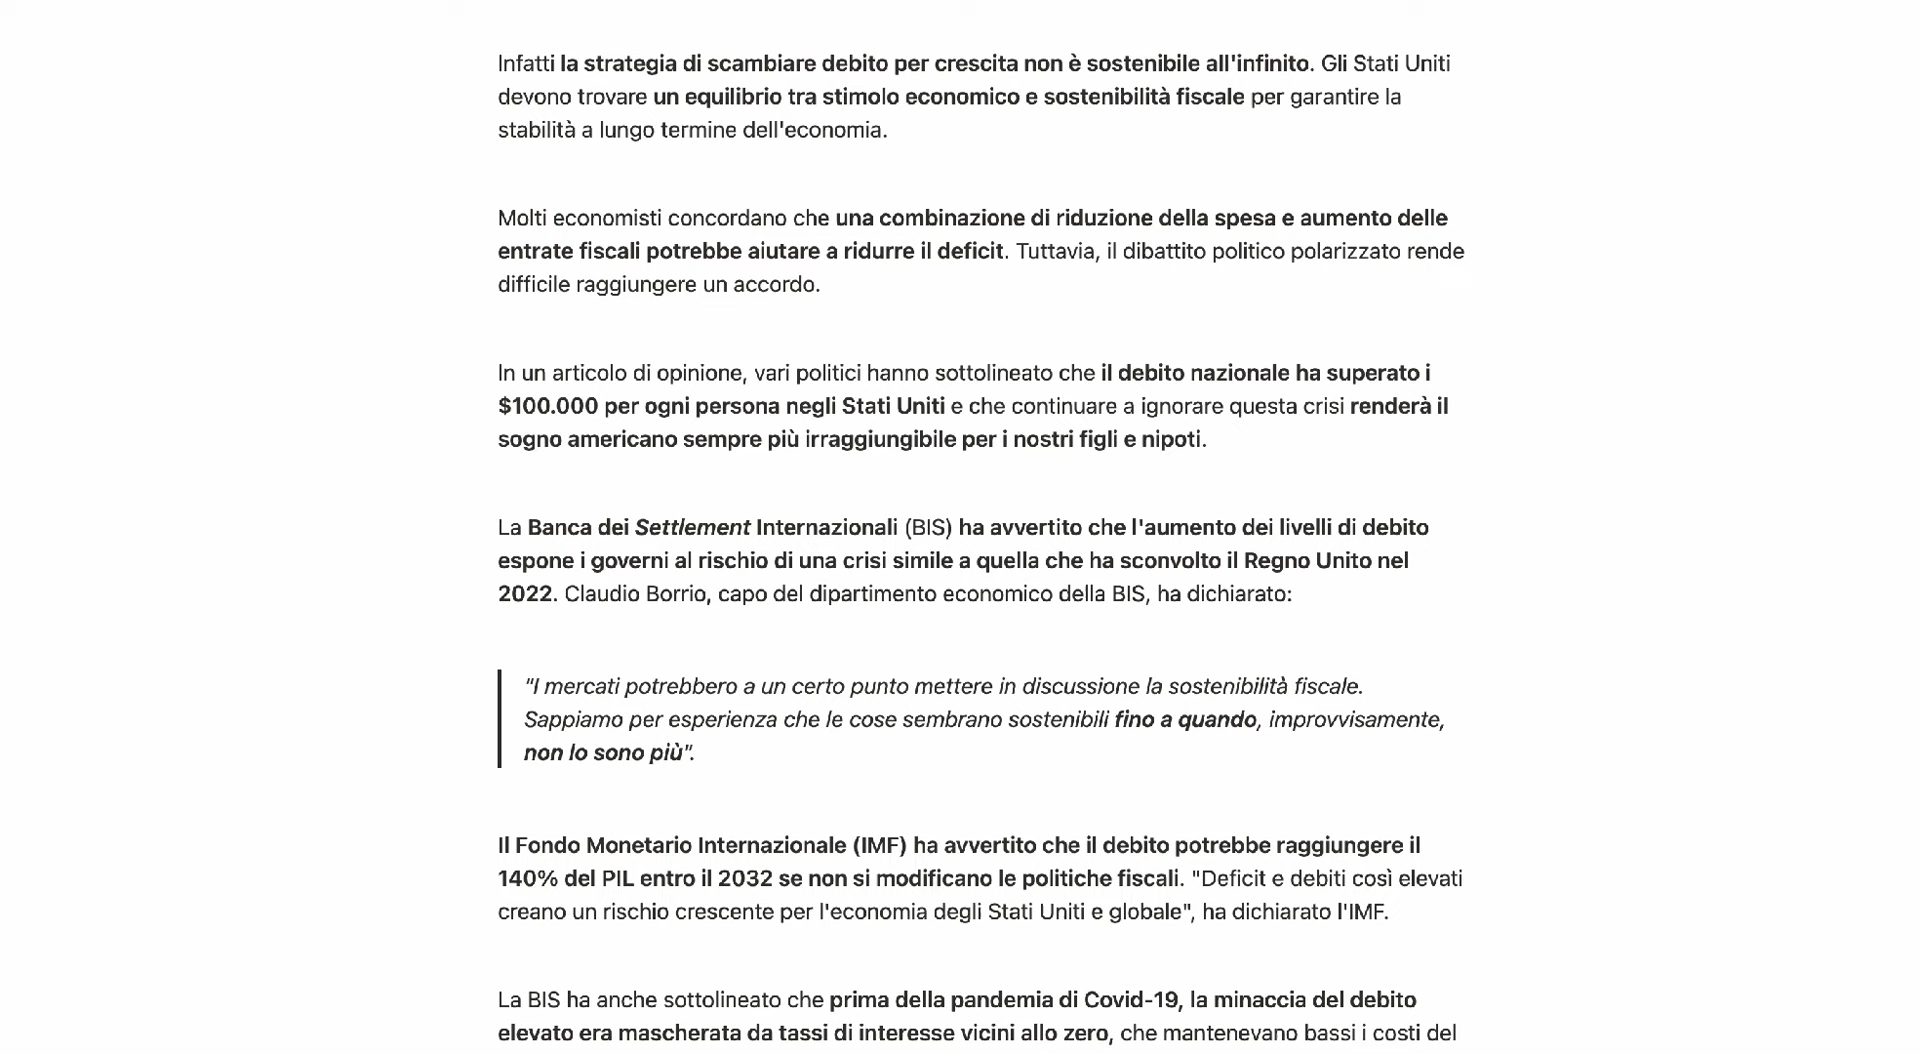 Infatti la strategia di scambiare debito per crescita non è sostenibile all'infinito. Gli Stati Uniti
devono trovare un equilibrio tra stimolo economico e sostenibilità fiscale per garantire la
stabilità a lungo termine dell'economia.
Molti economisti concordano che una combinazione di riduzione della spesa e aumento delle
entrate fiscali potrebbe aiutare a ridurre il deficit. Tuttavia, il dibattito politico polarizzato rende
difficile raggiungere un accordo.
In un articolo di opinione, vari politici hanno sottolineato che il debito nazionale ha superato i
$100.000 per ogni persona negli Stati Uniti e che continuare a ignorare questa crisi renderà il
sogno americano sempre più irraggiungibile per i nostri figli e nipoti.
La Banca dei Settlement Internazionali (BIS) ha avvertito che l'aumento dei livelli di debito
espone i governi al rischio di una crisi simile a quella che ha sconvolto il Regno Unito nel
2022. Claudio Borrio, capo del dipartimento economico della BIS, ha dichiarato:
"I mercati potrebbero a un certo punto mettere in discussione la sostenibilità fiscale.
Sappiamo per esperienza che le cose sembrano sostenibili fino a quando, improvvisamente,
non lo sono più".
Il Fondo Monetario Internazionale (IMF) ha avvertito che il debito potrebbe raggiungere il
140% del PIL entro il 2032 se non si modificano le politiche fiscali. "Deficit e debiti così elevati
creano un rischio crescente per l'economia degli Stati Uniti e globale", ha dichiarato l'IMF.
La BIS ha anche sottolineato che prima della pandemia di Covid-19, la minaccia del debito
elevato era mascherata da tassi di interesse vicini allo zero, che mantenevano bassi i costi del